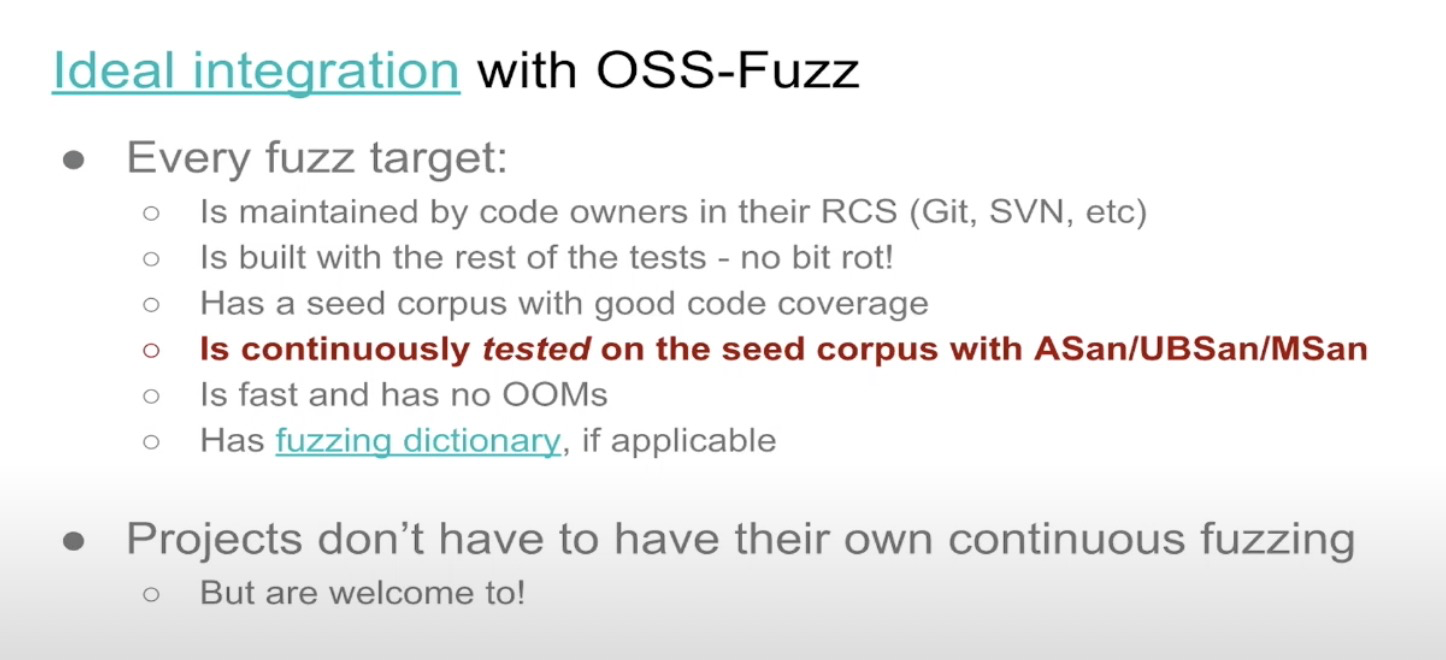 Ideal integration with OSS-Fuzz
● Every fuzz target:
○ Is maintained by code owners in their RCS (Git, SVN, etc)
○ Is built with the rest of the tests - no bit rot!
○ Has a seed corpus with good code coverage
○ Is continuously tested on the seed corpus with ASan/UBSan/MSan
○ Is fast and has no OOMs
○ Has fuzzing dictionary, if applicable
● Projects don’t have to have their own continuous fuzzing
○ But are welcome to!